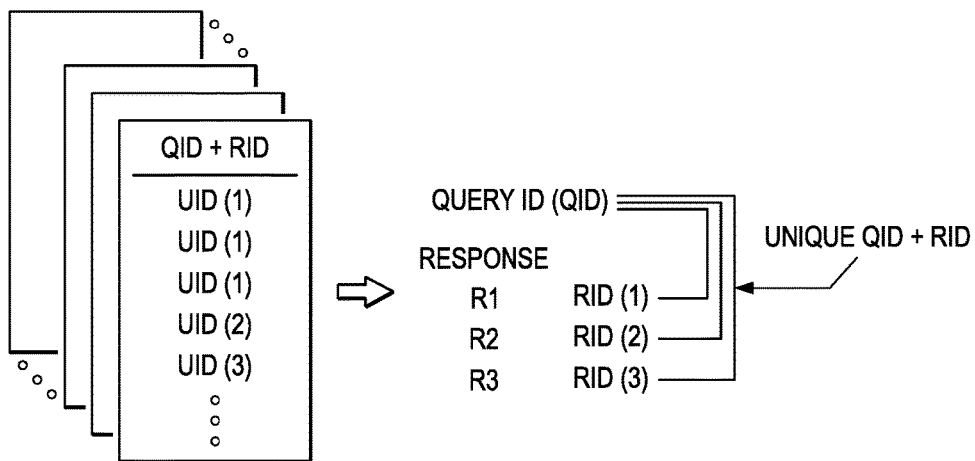 QID + RID
UID (1)
UID (1)
UID (1)
UID (2)
UID (3)
QUERY ID (QID)
RESPONSE
R1 RID (1)
R2 RID (2)
R3 RID (3)
UNIQUE QID + RID